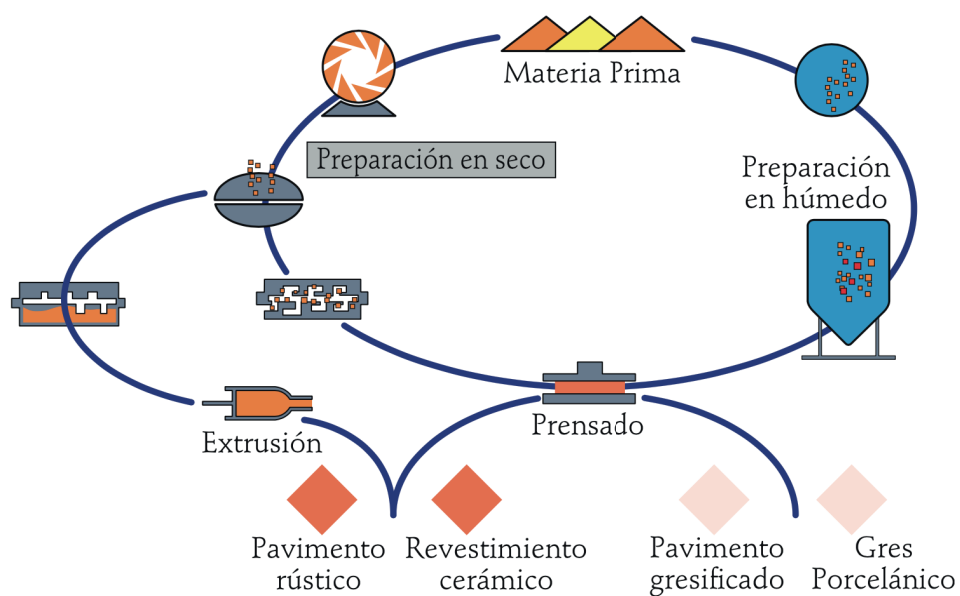 Materia Prima
Preparación en seco
Preparación
en húmedo
Extrusión
Prensado
Pavimento
rústico
Revestimiento
cerámico
Pavimento
gresificado
Gres
Porcelánico